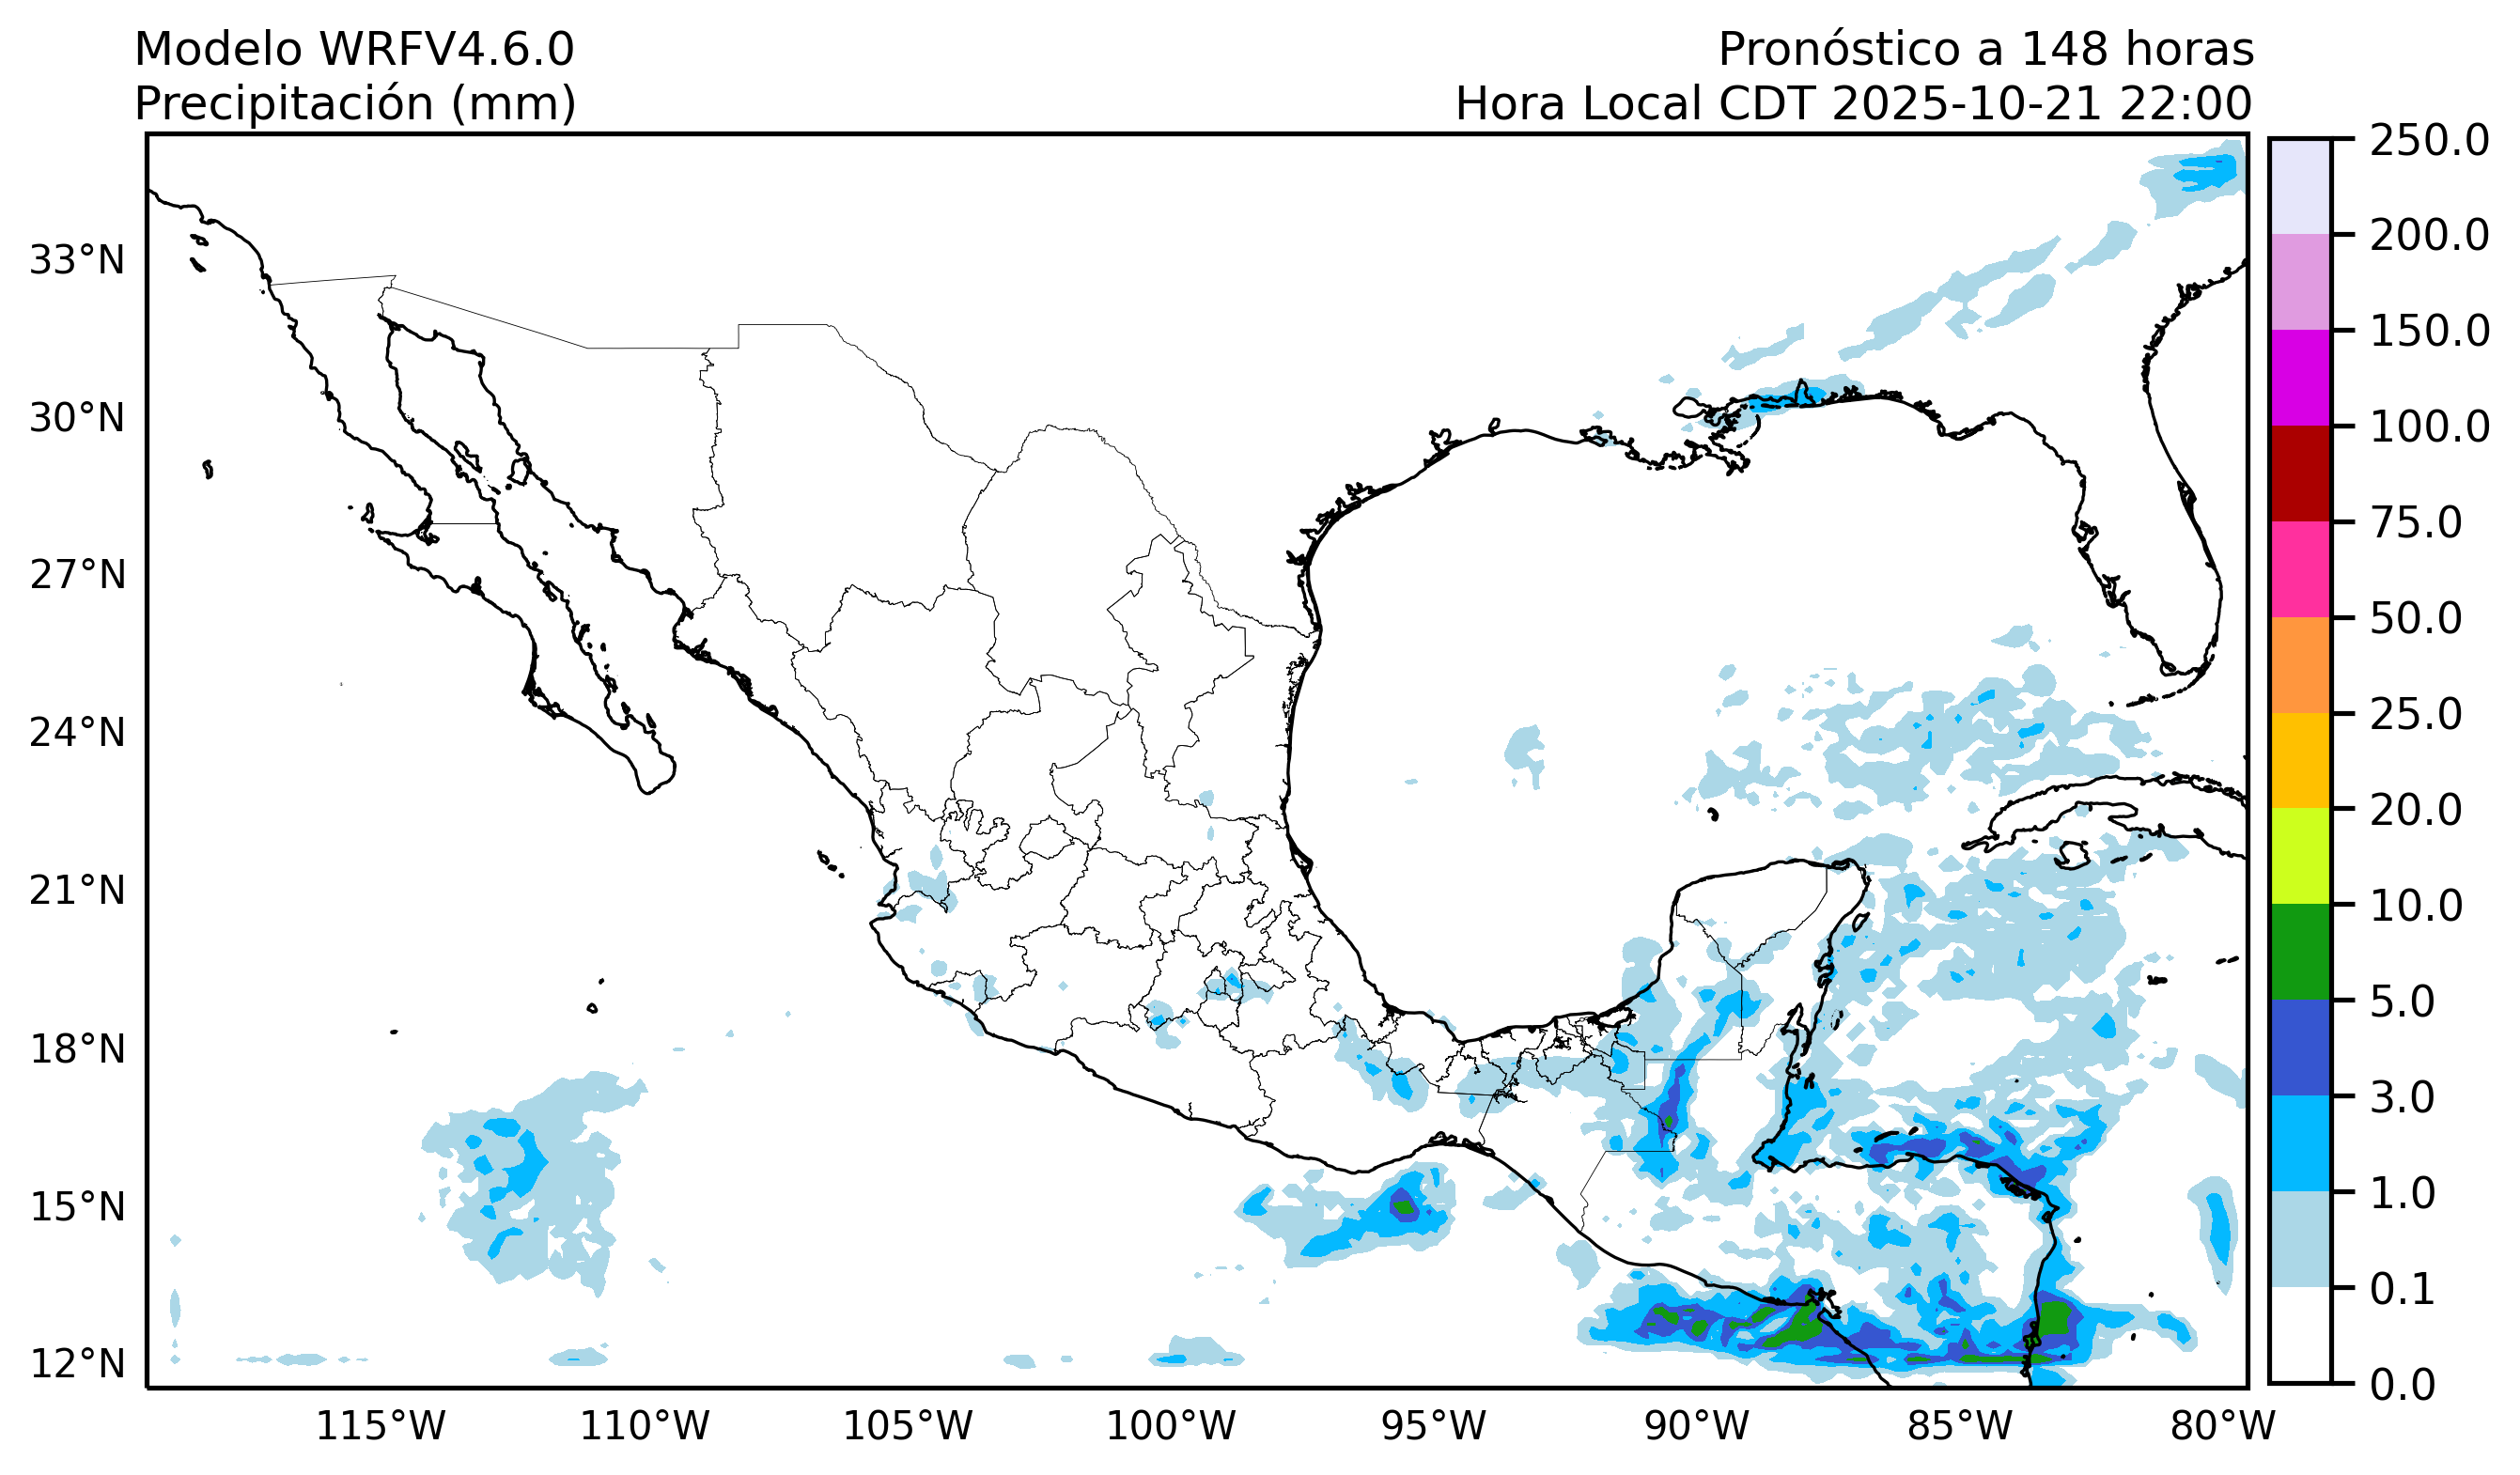 Modelo WRFV4.6.0
Precipitación (mm)
Pronóstico a 148 horas
Hora Local CDT 2025-10-21 22:00
33°N
30°N
27°N
24°N
21°N
18°N
15°N
12°N
115°W
110°W
105°W
100°W
95°W
90°W
85°W
80°W
250.0
200.0
150.0
100.0
75.0
50.0
25.0
20.0
10.0
5.0
3.0
1.0
0.1
0.0